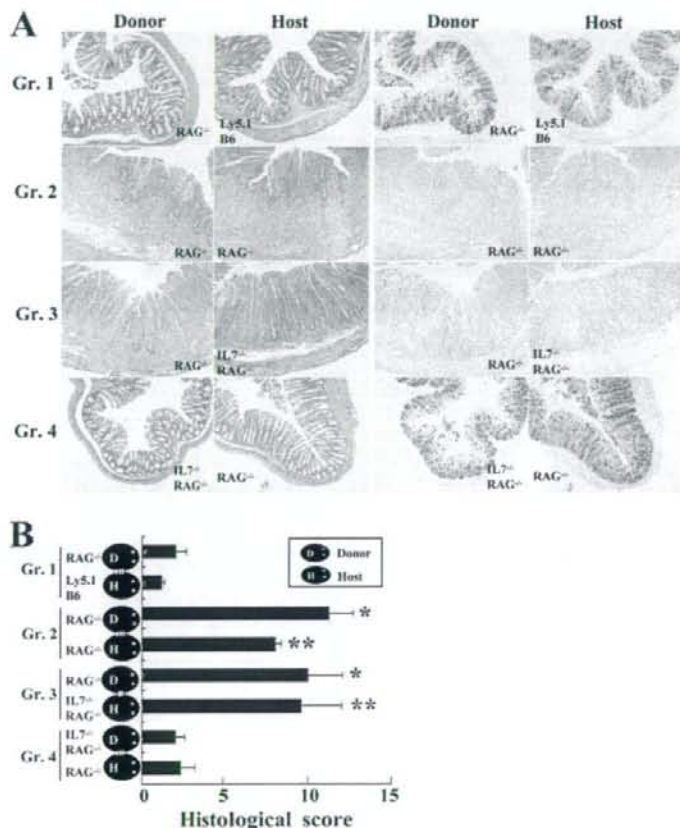 A
Donor Host Donor Host
Gr. 1
RAG-/-
Ly5.1
B6
RAG-/-
Ly5.1
B6
Gr. 2
RAG-/-
RAG-/-
RAG-/-
RAG-/-
Gr. 3
RAG-/-
IL7-/-
RAG-/-
RAG-/-
IL7-/-
RAG-/-
Gr. 4
IL7-/-
RAG-/-
RAG-/-
IL7-/-
RAG-/-
RAG-/-
B
Gr. 1
RAG-/- D
Ly5.1
B6
H
Gr. 2
RAG-/- D *
RAG-/- H **
Gr. 3
RAG-/- D *
IL7-/-
RAG-/-
H **
Gr. 4
IL7-/-
RAG-/-
D
RAG-/- H
D Donor
H Host
0 5 10 15
Histological score